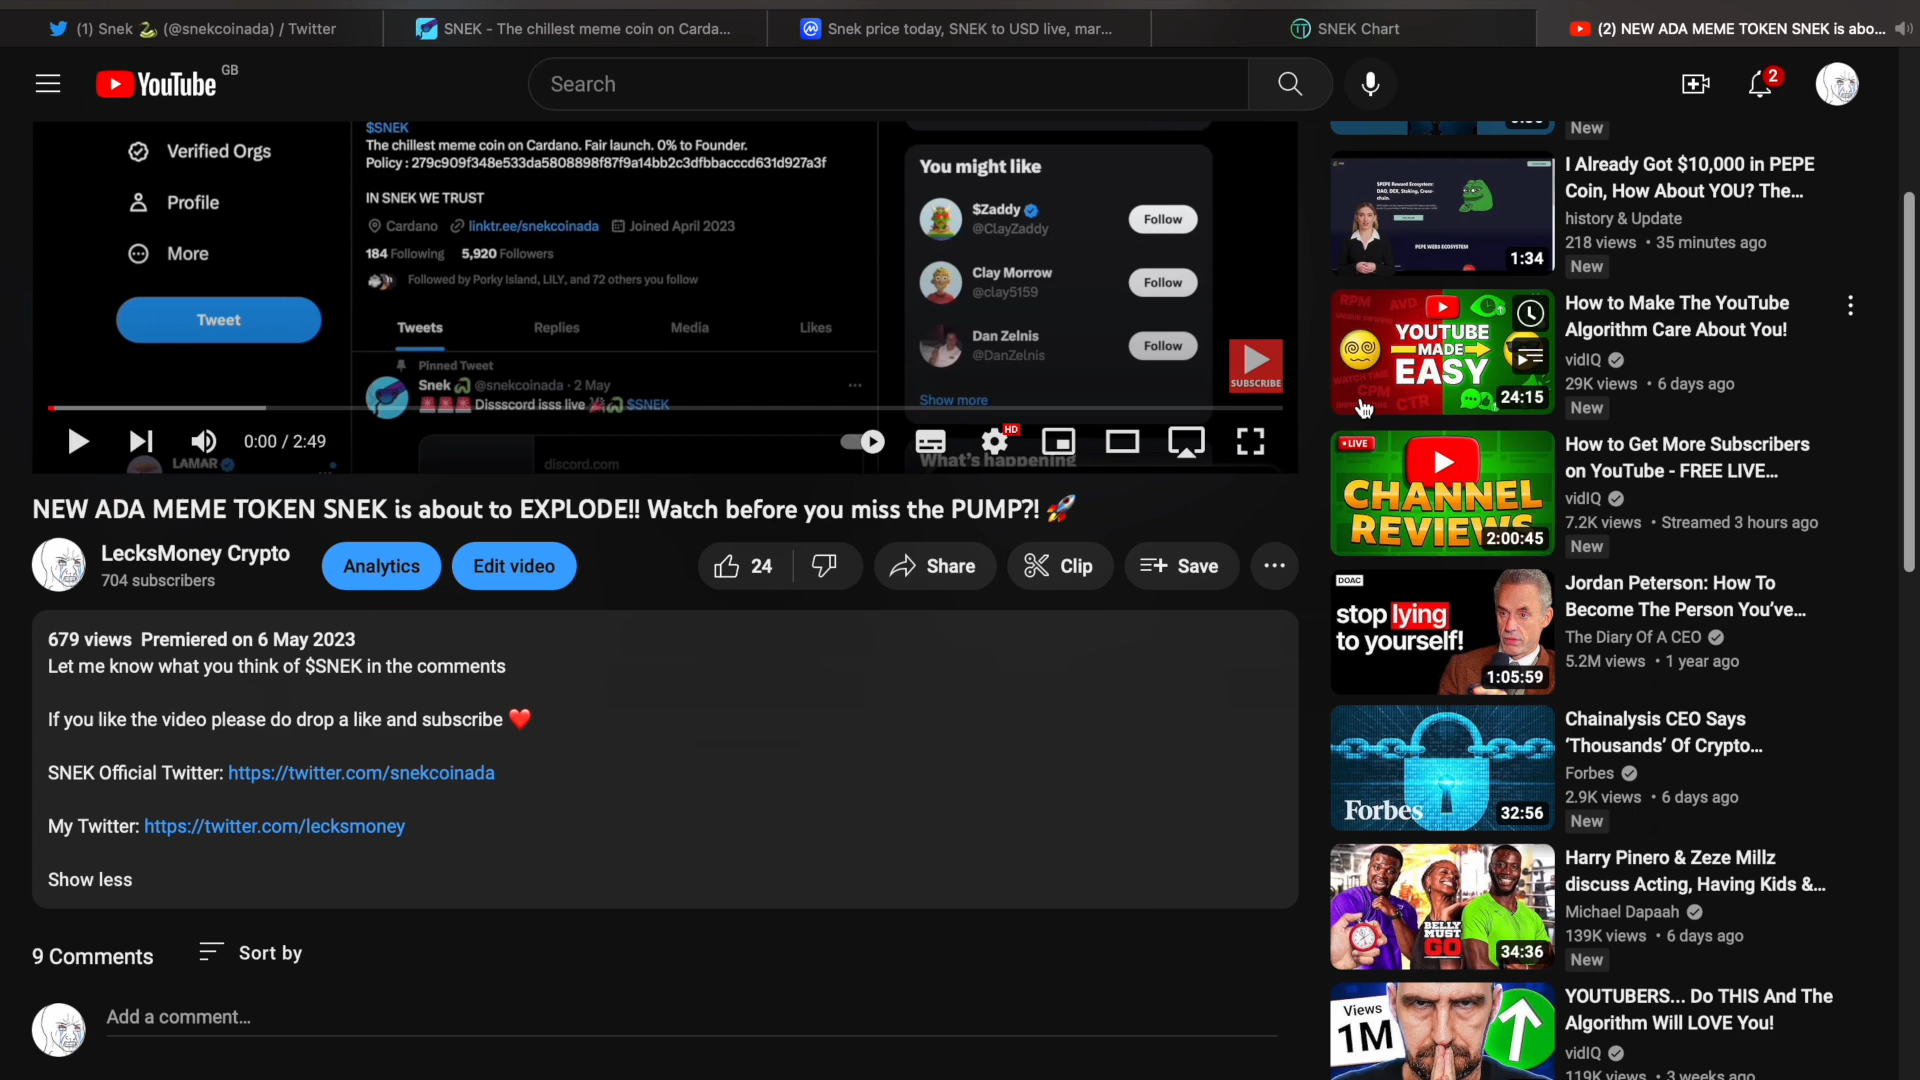 (1) Snek 🐍 (@snekcoinada) / Twitter
SNEK - The chillest meme coin on Carda...
Snek price today, SNEK to USD live, mar...
SNEK Chart
(2) NEW ADA MEME TOKEN SNEK is abo...
YouTube GB
Search
2
Verified Orgs
Profile
More
Tweet
$SNEK
The chillest meme coin on Cardano. Fair launch. 0% to Founder.
Policy : 279c909f348e533da5808898f87f9a14bb2c3dfbbacccd631d927a3f
IN SNEK WE TRUST
Cardano linktr.ee/snekcoinada Joined April 2023
184 Following 5,920 Followers
Followed by Porky Island, LILY, and 72 others you follow
Tweets Replies Media Likes
Pinned Tweet
Snek @snekcoinada · 2 May
🚨🚨🚨Dissscord isss live 🎉🐍 $SNEK
LAMAR
discord.com
You might like
$Zaddy
@ClayZaddy
Follow
Clay Morrow
@clay5159
Follow
Dan Zelnis
@DanZelnis
Follow
Show more
What's happening
SUBSCRIBE
0:00 / 2:49
HD
NEW ADA MEME TOKEN SNEK is about to EXPLODE!! Watch before you miss the PUMP?! 🚀
LecksMoney Crypto
704 subscribers
Analytics
Edit video
24
Share
Clip
Save
679 views Premiered on 6 May 2023
Let me know what you think of $SNEK in the comments
If you like the video please do drop a like and subscribe ❤️
SNEK Official Twitter: https://twitter.com/snekcoinada
My Twitter: https://twitter.com/lecksmoney
Show less
9 Comments
Sort by
Add a comment...
New
I Already Got $10,000 in PEPE
Coin, How About YOU? The...
history & Update
218 views • 35 minutes ago
New
PEPE WEB3 ECOSYSTEM
1:34
RPM AVD
YOUTUBE
MADE
EASY
WATCHTIME
CPM
CTR
24:15
How to Make The YouTube
Algorithm Care About You!
vidIQ
29K views • 6 days ago
New
LIVE
CHANNEL
REVIEWS
2:00:45
How to Get More Subscribers
on YouTube - FREE LIVE...
vidIQ
7.2K views • Streamed 3 hours ago
New
DOAC
stop lying
to yourself!
1:05:59
Jordan Peterson: How To
Become The Person You've...
The Diary Of A CEO
5.2M views • 1 year ago
Forbes
32:56
Chainalysis CEO Says
'Thousands' Of Crypto...
Forbes
2.9K views • 6 days ago
New
BELLY
MUST
GO
34:36
Harry Pinero & Zeze Millz
discuss Acting, Having Kids &...
Michael Dapaah
139K views • 6 days ago
New
Views
1M
YOUTUBERS... Do THIS And The
Algorithm Will LOVE You!
vidIQ
119K views • 3 weeks ago